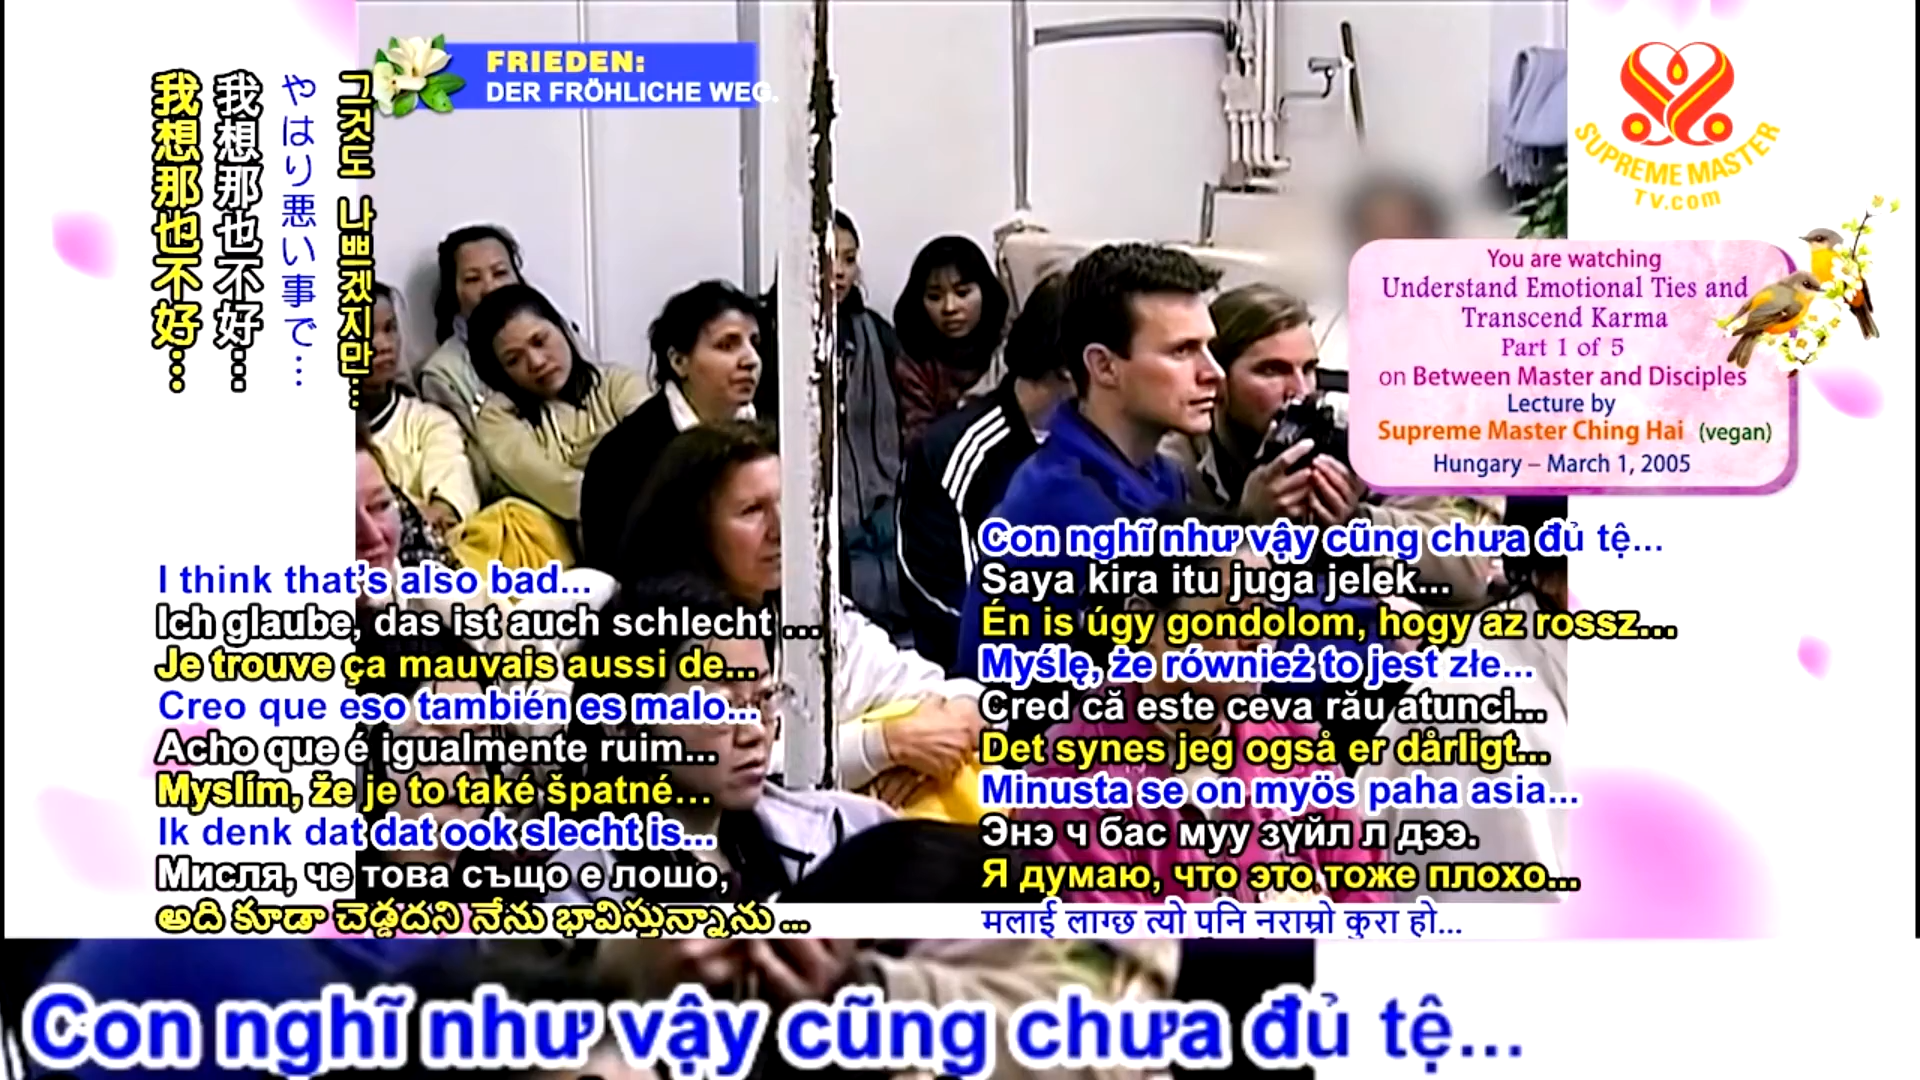 FRIEDEN:
DER FRÖHLICHE WEG.
SUPREME MASTER
TV.com
그것도 나쁘겠지만...
やはり悪い事で…
我想那也不好…
我想那也不好…
You are watching
Understand Emotional Ties and
Transcend Karma
Part 1 of 5
on Between Master and Disciples
Lecture by
Supreme Master Ching Hai (vegan)
Hungary – March 1, 2005
I think that's also bad...
Ich glaube, das ist auch schlecht ...
Je trouve ça mauvais aussi de...
Creo que eso también es malo...
Acho que é igualmente ruim...
Myslím, že je to také špatné...
Ik denk dat dat ook slecht is...
Мисля, че това също е лошо,
అది కూడా చెడ్డదని నేను భావిస్తున్నాను ...
Con nghĩ như vậy cũng chưa đủ tệ...
Saya kira itu juga jelek...
Én is úgy gondolom, hogy az rossz...
Myślę, że również to jest złe...
Cred că este ceva rău atunci...
Det synes jeg også er dårligt...
Minusta se on myös paha asia...
Энэ ч бас муу зүйл л дээ.
Я думаю, что это тоже плохо...
मलाई लाग्छ त्यो पनि नराम्रो कुरा हो...
Con nghĩ như vậy cũng chưa đủ tệ...